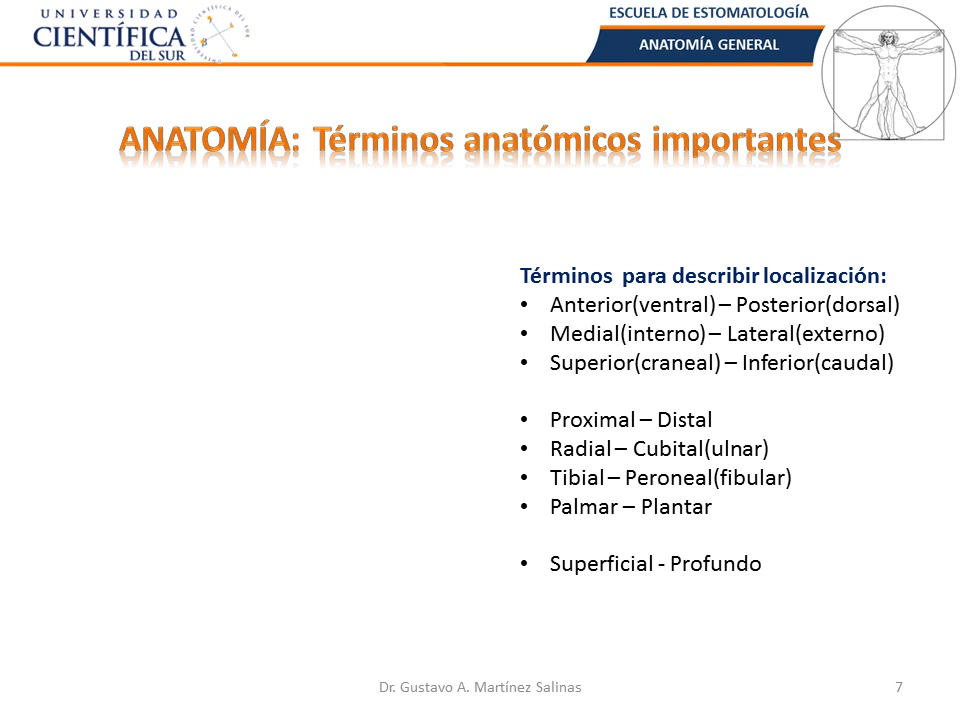 UNIVERSIDAD
CIENTÍFICA
DEL SUR
ESCUELA DE ESTOMATOLOGÍA
ANATOMÍA GENERAL
ANATOMÍA: Términos anatómicos importantes
Términos para describir localización:
• Anterior(ventral) – Posterior(dorsal)
• Medial(interno) – Lateral(externo)
• Superior(craneal) – Inferior(caudal)
• Proximal – Distal
• Radial – Cubital(ulnar)
• Tibial – Peroneal(fibular)
• Palmar – Plantar
• Superficial - Profundo
Dr. Gustavo A. Martínez Salinas
7